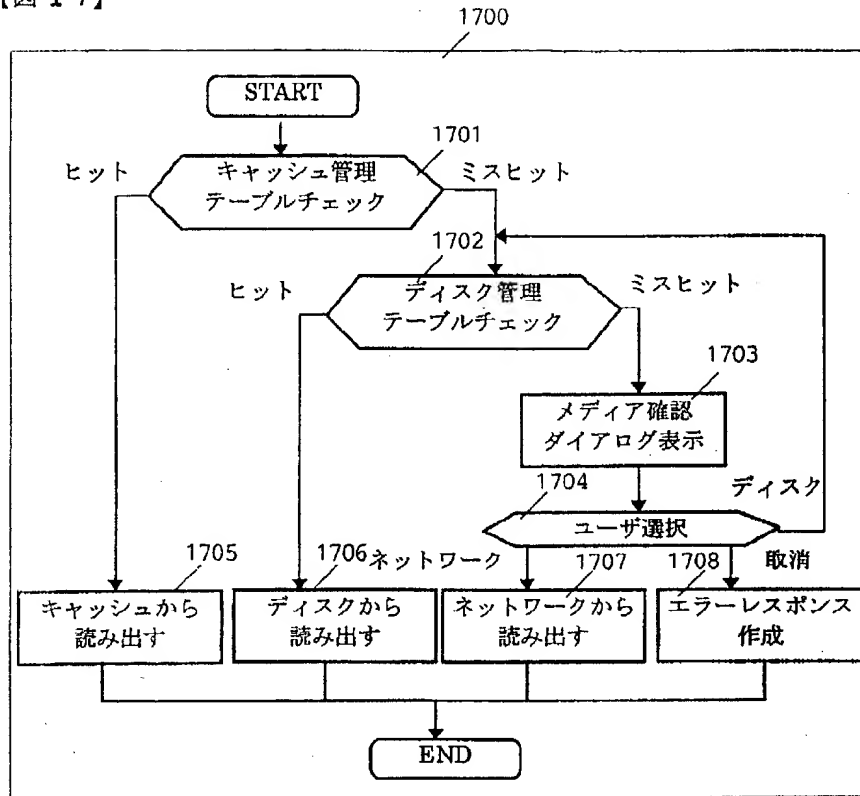 【図17】
1700
START
1701
ヒット
キャッシュ管理
テーブルチェック
ミスヒット
1702
ヒット
ディスク管理
テーブルチェック
ミスヒット
1703
メディア確認
ダイアログ表示
1704
ディスク
ユーザ選択
1705
1706
ネットワーク
1707
1708
取消
キャッシュから
読み出す
ディスクから
読み出す
ネットワークから
読み出す
エラーレスポンス
作成
END